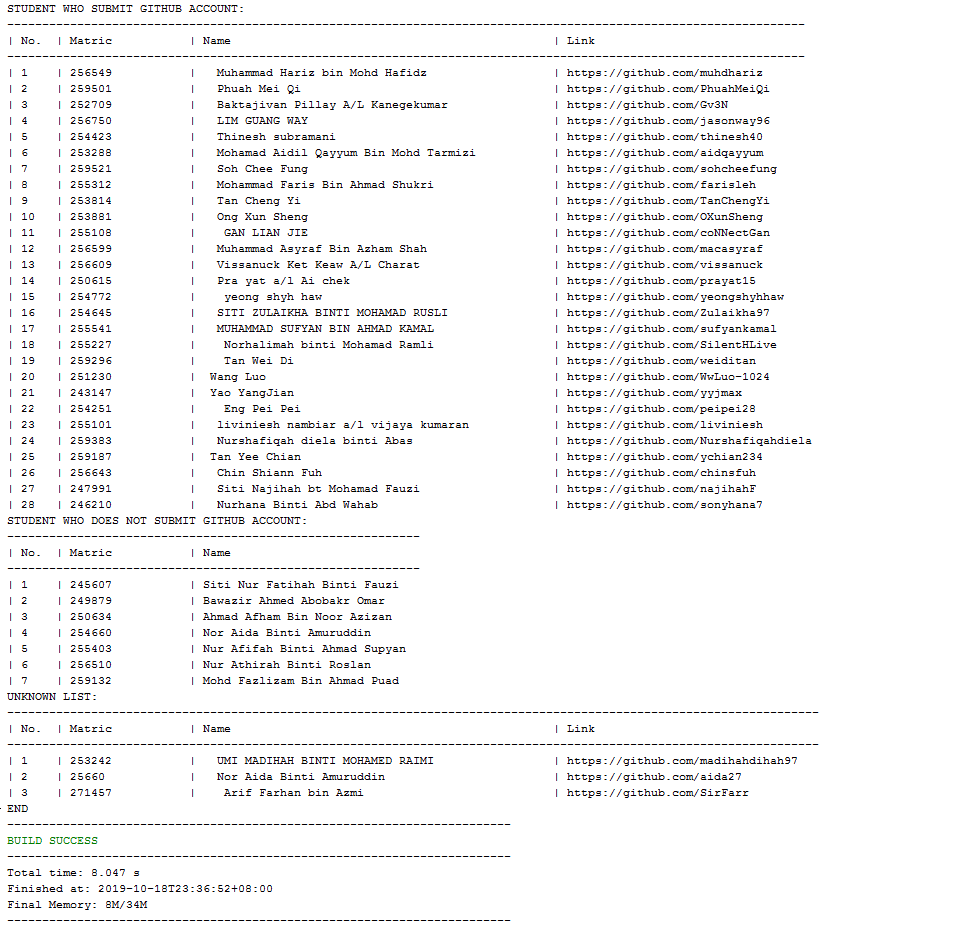 STUDENT WHO SUBMIT GITHUB ACCOUNT:
------------------------------------------------------------------------------------------------------------------
| No. | Matric | Name | Link
------------------------------------------------------------------------------------------------------------------
| 1 | 256549 | Muhammad Hariz bin Mohd Hafidz | https://github.com/muhdhariz
| 2 | 259501 | Phuah Mei Qi | https://github.com/PhuahMeiQi
| 3 | 252709 | Baktajivan Pillay A/L Kanegekumar | https://github.com/Gv3N
| 4 | 256750 | LIM GUANG WAY | https://github.com/jasonway96
| 5 | 254423 | Thinesh subramani | https://github.com/thinesh40
| 6 | 253288 | Mohamad Aidil Qayyum Bin Mohd Tarmizi | https://github.com/aidqayyum
| 7 | 259521 | Soh Chee Fung | https://github.com/sohcheefung
| 8 | 255312 | Mohammad Faris Bin Ahmad Shukri | https://github.com/farisleh
| 9 | 253814 | Tan Cheng Yi | https://github.com/TanChengYi
| 10 | 253881 | Ong Xun Sheng | https://github.com/OXunSheng
| 11 | 255108 | GAN LIAN JIE | https://github.com/coNNectGan
| 12 | 256599 | Muhammad Asyraf Bin Azham Shah | https://github.com/macasyraf
| 13 | 256609 | Vissanuck Ket Keaw A/L Charat | https://github.com/vissanuck
| 14 | 250615 | Pra yat a/l Ai chek | https://github.com/prayat15
| 15 | 254772 | yeong shyh haw | https://github.com/yeongshyhhaw
| 16 | 254645 | SITI ZULAIKHA BINTI MOHAMAD RUSLI | https://github.com/Zulaikha97
| 17 | 255541 | MUHAMMAD SUFYAN BIN AHMAD KAMAL | https://github.com/sufyankamal
| 18 | 255227 | Norhalimah binti Mohamad Ramli | https://github.com/SilentHLive
| 19 | 259296 | Tan Wei Di | https://github.com/weiditan
| 20 | 251230 | Wang Luo | https://github.com/WwLuo-1024
| 21 | 243147 | Yao YangJian | https://github.com/yyjmax
| 22 | 254251 | Eng Pei Pei | https://github.com/peipei28
| 23 | 255101 | liviniesh nambiar a/l vijaya kumaran | https://github.com/liviniesh
| 24 | 259383 | Nurshafiqah diela binti Abas | https://github.com/Nurshafiqahdiela
| 25 | 259187 | Tan Yee Chian | https://github.com/ychian234
| 26 | 256643 | Chin Shiann Fuh | https://github.com/chinsfuh
| 27 | 247991 | Siti Najihah bt Mohamad Fauzi | https://github.com/najihahF
| 28 | 246210 | Nurhana Binti Abd Wahab | https://github.com/sonyhana7
STUDENT WHO DOES NOT SUBMIT GITHUB ACCOUNT:
-----------------------------------------------------------
| No. | Matric | Name
-----------------------------------------------------------
| 1 | 245607 | Siti Nur Fatihah Binti Fauzi
| 2 | 249879 | Bawazir Ahmed Abobakr Omar
| 3 | 250634 | Ahmad Afham Bin Noor Azizan
| 4 | 254660 | Nor Aida Binti Amuruddin
| 5 | 255403 | Nur Afifah Binti Ahmad Supyan
| 6 | 256510 | Nur Athirah Binti Roslan
| 7 | 259132 | Mohd Fazlizam Bin Ahmad Puad
UNKNOWN LIST:
--------------------------------------------------------------------------------------------------------------------
| No. | Matric | Name | Link
--------------------------------------------------------------------------------------------------------------------
| 1 | 253242 | UMI MADIHAH BINTI MOHAMED RAIMI | https://github.com/madihahdihah97
| 2 | 25660 | Nor Aida Binti Amuruddin | https://github.com/aida27
| 3 | 271457 | Arif Farhan bin Azmi | https://github.com/SirFarr
END
------------------------------------------------------------------------
BUILD SUCCESS
------------------------------------------------------------------------
Total time: 8.047 s
Finished at: 2019-10-18T23:36:52+08:00
Final Memory: 8M/34M
------------------------------------------------------------------------